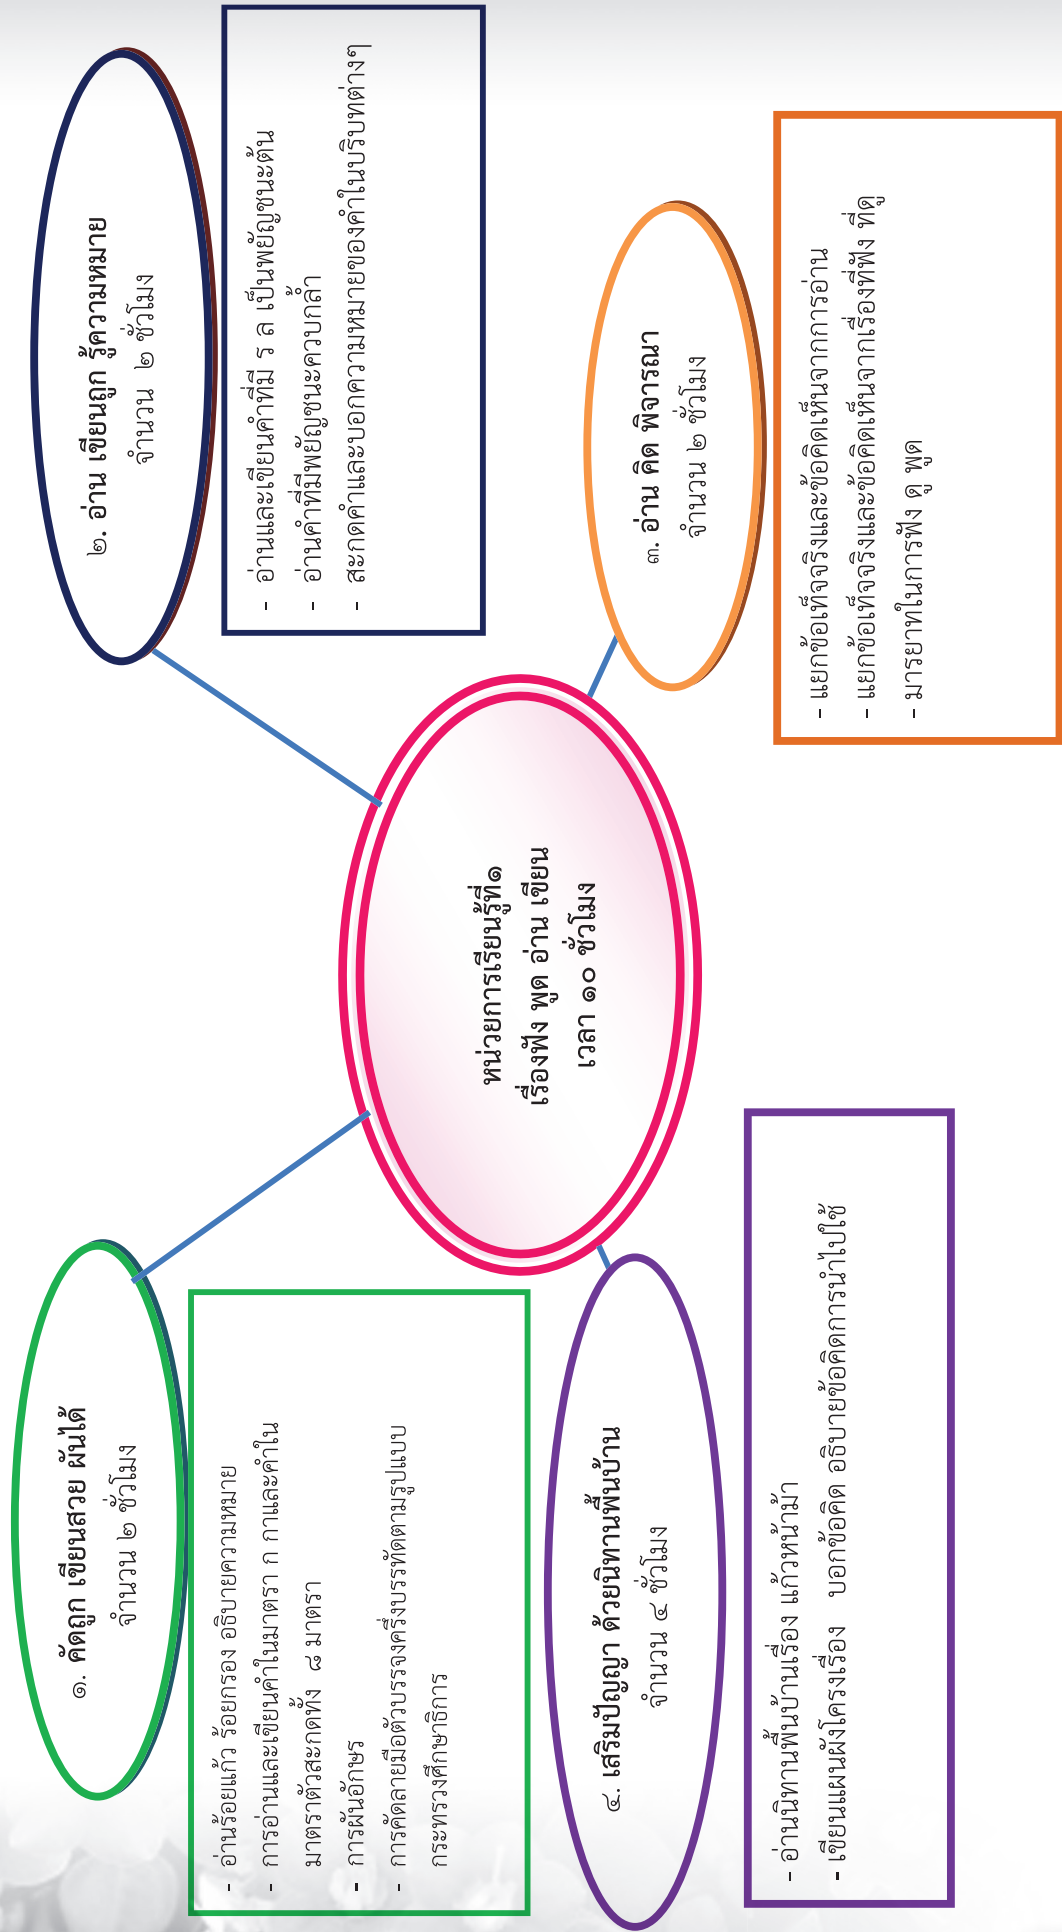 หน่วยการเรียนรู้ที่๑
เรื่องฟัง พูด อ่าน เขียน
เวลา ๑๐ ชั่วโมง
๑. คัดถูก เขียนสวย ผันได้
จำนวน ๒ ชั่วโมง
- อ่านร้อยแก้ว ร้อยกรอง อธิบายความหมาย
- การอ่านและเขียนคำในมาตรา ก กาและคำใน
มาตราตัวสะกดทั้ง ๘ มาตรา
- การผันอักษร
- การคัดลายมือตัวบรรจงครึ่งบรรทัดตามรูปแบบ
กระทรวงศึกษาธิการ
๒. อ่าน เขียนถูก รู้ความหมาย
จำนวน ๒ ชั่วโมง
- อ่านและเขียนคำที่มี ร ล เป็นพยัญชนะต้น
- อ่านคำที่มีพยัญชนะควบกล้ำ
- สะกดคำและบอกความหมายของคำในบริบทต่างๆ
๓. อ่าน คิด พิจารณา
จำนวน ๒ ชั่วโมง
- แยกข้อเท็จจริงและข้อคิดเห็นจากการอ่าน
- แยกข้อเท็จจริงและข้อคิดเห็นจากเรื่องที่ฟัง ที่ดู
- มารยาทในการฟัง ดู พูด
๔. เสริมปัญญา ด้วยนิทานพื้นบ้าน
จำนวน ๔ ชั่วโมง
- อ่านนิทานพื้นบ้านเรื่อง แก้วหน้าม้า
- เขียนแผนผังโครงเรื่อง บอกข้อคิด อธิบายข้อคิดการนำไปใช้